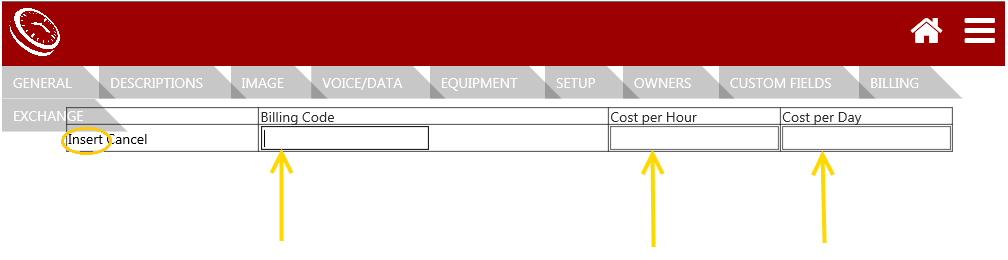 GENERAL DESCRIPTIONS IMAGE VOICE/DATA EQUIPMENT SETUP OWNERS CUSTOM FIELDS BILLING
EXCHANGE
Billing Code Cost per Hour Cost per Day
Insert Cancel